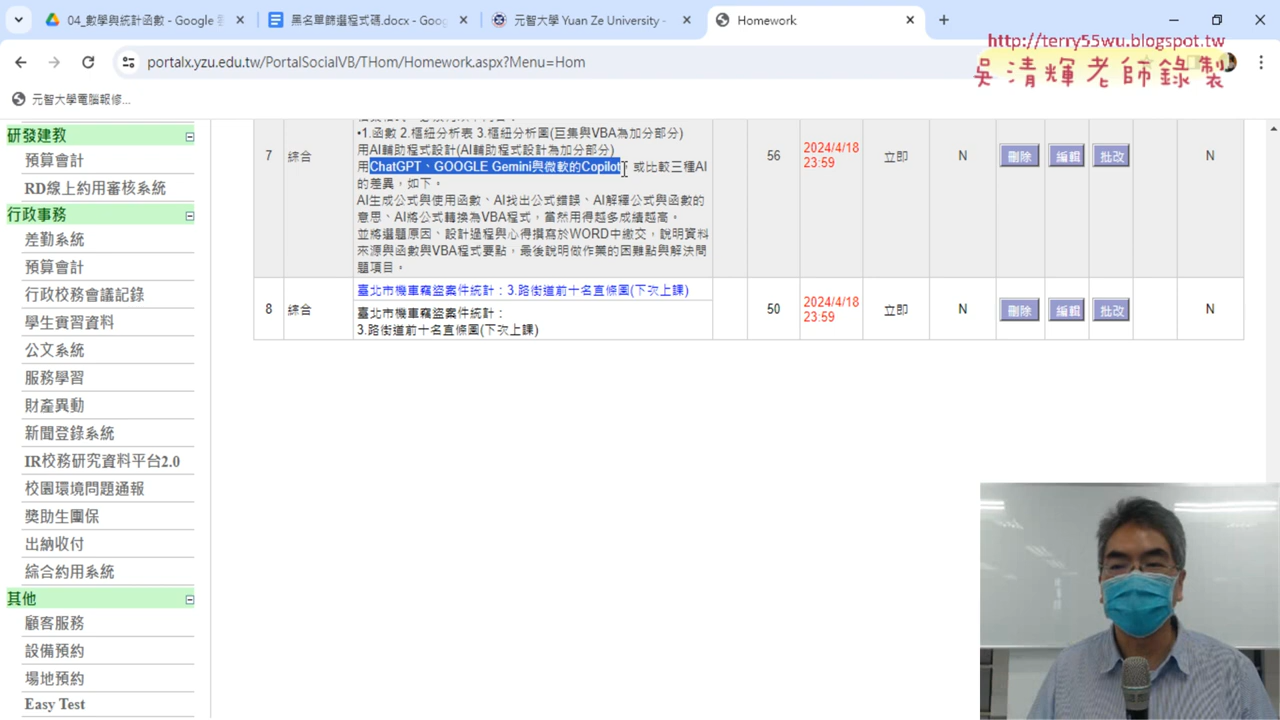 04_數學與統計函數 - Google
黑名單篩選程式碼.docx - Goog
元智大學 Yuan Ze University -
Homework
http://terry55wu.blogspot.tw
吳清輝老師錄製
portalx.yzu.edu.tw/PortalSocialVB/THom/Homework.aspx?Menu=Hom
元智大學電腦報修...
研發建教
預算會計
RD線上約用審核系統
行政事務
差勤系統
預算會計
行政校務會議記錄
學生實習資料
公文系統
服務學習
財產異動
新聞登錄系統
IR校務研究資料平台2.0
校園環境問題通報
獎助生團保
出納收付
綜合約用系統
其他
顧客服務
設備預約
場地預約
Easy Test
•1.函數 2.樞紐分析表 3.樞紐分析圖(巨集與VBA為加分部分)
用AI輔助程式設計(AI輔助程式設計為加分部分)
用ChatGPT、GOOGLE Gemini與微軟的Copilot，或比較三種AI
的差異，如下。
AI生成公式與使用函數、AI找出公式錯誤、AI解釋公式與函數的
意思、AI將公式轉換為VBA程式，當然用得越多成績越高。
並將選題原因、設計過程與心得撰寫於WORD中繳交，說明資料
來源與函數與VBA程式要點，最後說明做作業的困難點與解決問
題項目。
7 綜合 56 2024/4/18 23:59 立即 N 刪除 編輯 批改 N
臺北市機車竊盜案件統計：3.路街道前十名直條圖(下次上課)
8 綜合 50 2024/4/18 23:59 立即 N 刪除 編輯 批改 N
臺北市機車竊盜案件統計：
3.路街道前十名直條圖(下次上課)